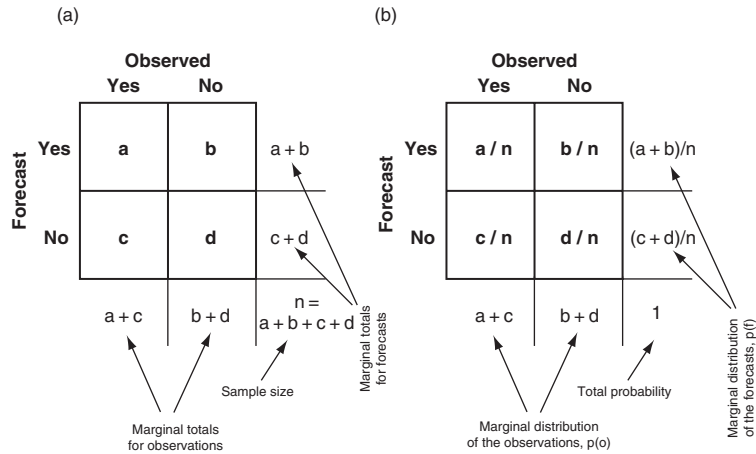 (a)
Observed
Yes No
Forecast
Yes a b a + b
No c d c + d
a + c b + d n =
a + b + c + d
Sample size
Marginal totals
for observations
Marginal totals
for forecasts
(b)
Observed
Yes No
Forecast
Yes a / n b / n (a + b)/n
No c / n d / n (c + d)/n
a + c b + d 1
Total probability
Marginal distribution
of the observations, p(o)
Marginal distribution
of the forecasts, p(f)